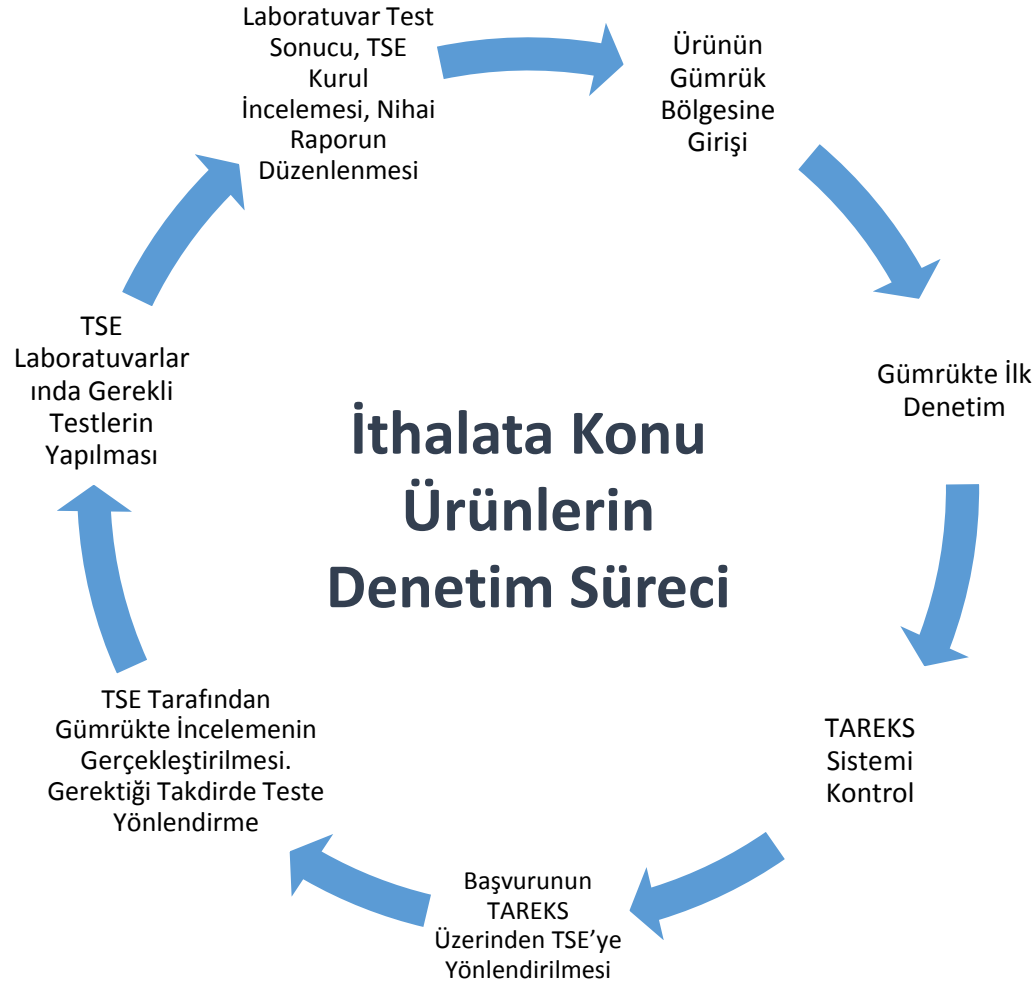 Laboratuvar Test
Sonucu, TSE
Kurul
İncelemesi, Nihai
Raporun
Düzenlenmesi
Ürünün
Gümrük
Bölgesine
Girişi
Gümrükte İlk
Denetim
TAREKS
Sistemi
Kontrol
Başvurunun
TAREKS
Üzerinden TSE’ye
Yönlendirilmesi
TSE Tarafından
Gümrükte İncelemenin
Gerçekleştirilmesi.
Gerektiği Takdirde Teste
Yönlendirme
TSE
Laboratuvarlar
ında Gerekli
Testlerin
Yapılması
İthalata Konu
Ürünlerin
Denetim Süreci